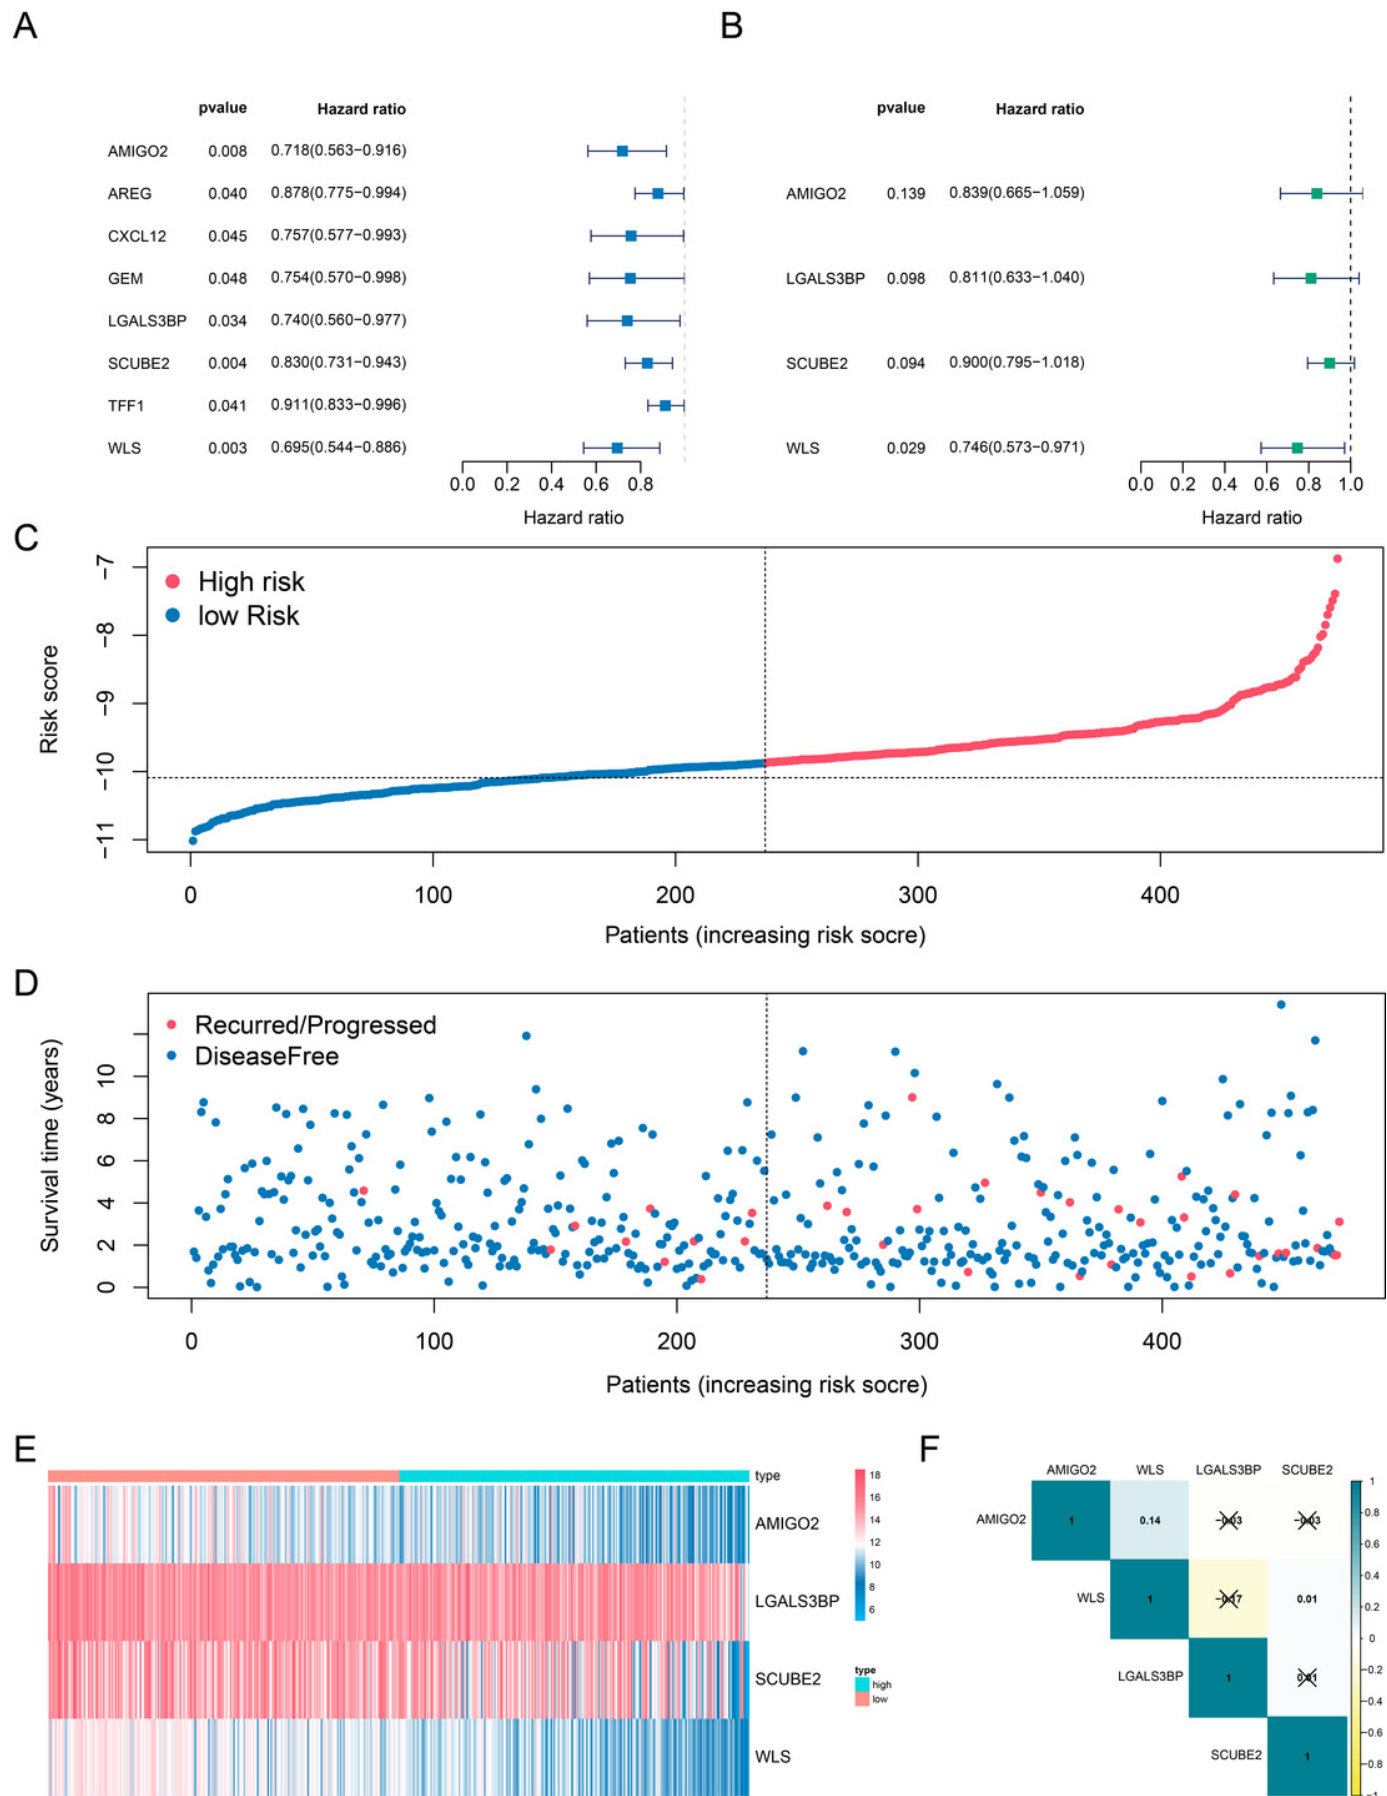 A
B
pvalue Hazard ratio
AMIGO2 0.008 0.718(0.563−0.916)
AREG 0.040 0.878(0.775−0.994)
CXCL12 0.045 0.757(0.577−0.993)
GEM 0.048 0.754(0.570−0.998)
LGALS3BP 0.034 0.740(0.560−0.977)
SCUBE2 0.004 0.830(0.731−0.943)
TFF1 0.041 0.911(0.833−0.996)
WLS 0.003 0.695(0.544−0.886)
0.0 0.2 0.4 0.6 0.8
Hazard ratio
pvalue Hazard ratio
AMIGO2 0.139 0.839(0.665−1.059)
LGALS3BP 0.098 0.811(0.633−1.040)
SCUBE2 0.094 0.900(0.795−1.018)
WLS 0.029 0.746(0.573−0.971)
0.0 0.2 0.4 0.6 0.8 1.0
Hazard ratio
C
High risk
low Risk
Risk score
−7
−8
−9
−10
−11
0 100 200 300 400
Patients (increasing risk socre)
D
Recurred/Progressed
DiseaseFree
Survival time (years)
10
8
6
4
2
0
0 100 200 300 400
Patients (increasing risk socre)
E
type
AMIGO2
LGALS3BP
SCUBE2
WLS
18
16
14
12
10
8
6
type
high
low
F
AMIGO2 WLS LGALS3BP SCUBE2
AMIGO2 1 0.14 −0.03 −0.03
WLS 1 −0.17 0.01
LGALS3BP 1 0.01
SCUBE2 1
1
0.8
0.6
0.4
0.2
0
−0.2
−0.4
−0.6
−0.8
−1